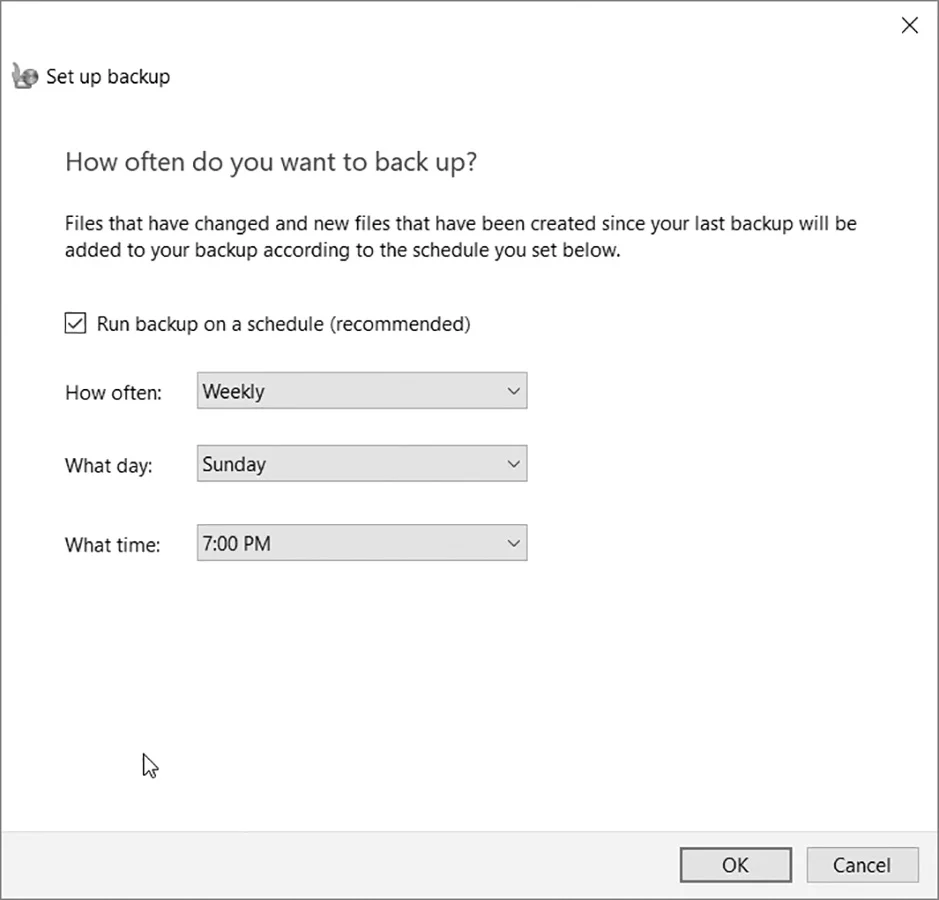 Set up backup
How often do you want to back up?
Files that have changed and new files that have been created since your last backup will be
added to your backup according to the schedule you set below.
Run backup on a schedule (recommended)
How often: Weekly
What day: Sunday
What time: 7:00 PM
OK Cancel